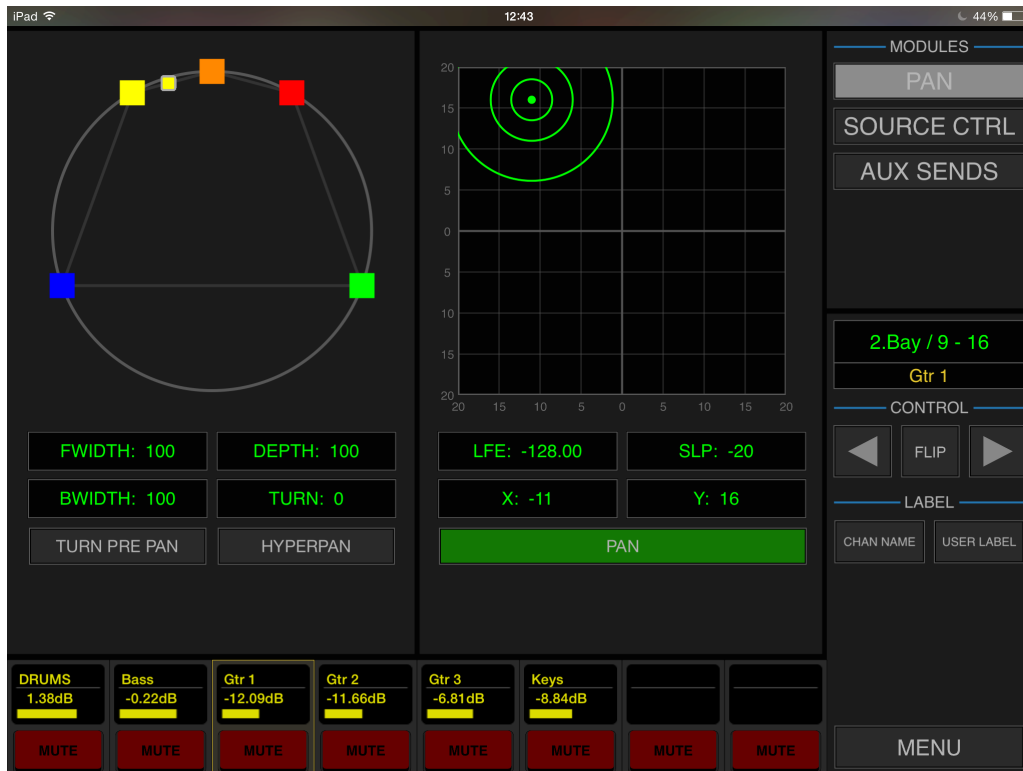 iPad 12:43 44%
MODULES
PAN
SOURCE CTRL
AUX SENDS
20
15
10
5
0
5
10
15
20
20 15 10 5 0 5 10 15 20
FWIDTH: 100 DEPTH: 100
BWIDTH: 100 TURN: 0
TURN PRE PAN HYPERPAN
LFE: -128.00 SLP: -20
X: -11 Y: 16
PAN
2.Bay / 9 - 16
Gtr 1
CONTROL
FLIP
LABEL
CHAN NAME USER LABEL
DRUMS Bass Gtr 1 Gtr 2 Gtr 3 Keys
1.38dB -0.22dB -12.09dB -11.66dB -6.81dB -8.84dB
MUTE MUTE MUTE MUTE MUTE MUTE MUTE MUTE
MENU